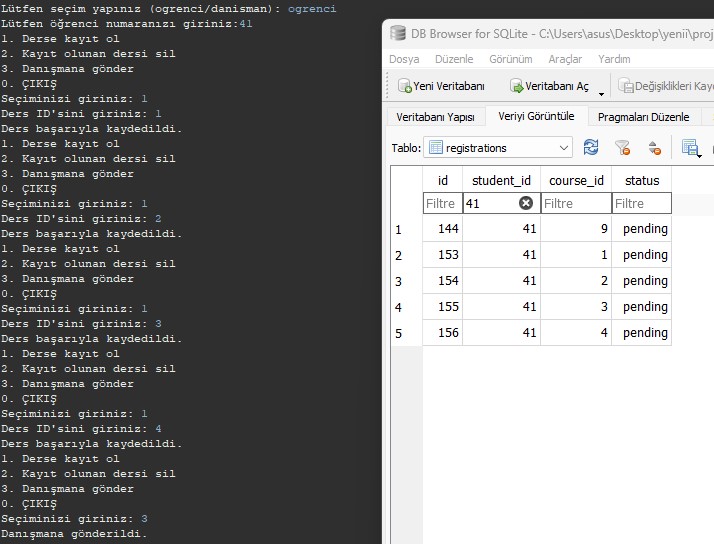 Lütfen seçim yapınız (ogrenci/danisman): ogrenci
Lütfen öğrenci numaranızı giriniz:41
1. Derse kayıt ol
2. Kayıt olunan dersi sil
3. Danışmana gönder
0. ÇIKIŞ
Seçiminizi giriniz: 1
Ders ID'sini giriniz: 1
Ders başarıyla kaydedildi.
1. Derse kayıt ol
2. Kayıt olunan dersi sil
3. Danışmana gönder
0. ÇIKIŞ
Seçiminizi giriniz: 1
Ders ID'sini giriniz: 2
Ders başarıyla kaydedildi.
1. Derse kayıt ol
2. Kayıt olunan dersi sil
3. Danışmana gönder
0. ÇIKIŞ
Seçiminizi giriniz: 1
Ders ID'sini giriniz: 3
Ders başarıyla kaydedildi.
1. Derse kayıt ol
2. Kayıt olunan dersi sil
3. Danışmana gönder
0. ÇIKIŞ
Seçiminizi giriniz: 1
Ders ID'sini giriniz: 4
Ders başarıyla kaydedildi.
1. Derse kayıt ol
2. Kayıt olunan dersi sil
3. Danışmana gönder
0. ÇIKIŞ
Seçiminizi giriniz: 3
Danışmana gönderildi.
DB Browser for SQLite - C:\Users\asus\Desktop\yenii\proj
Dosya Düzenle Görünüm Araçlar Yardım
Yeni Veritabanı Veritabanı Aç Değişiklikleri Kaye
Veritabanı Yapısı Veriyi Görüntüle Pragmaları Düzenle
Tablo: registrations
id student_id course_id status
Filtre 41 Filtre Filtre
1 144 41 9 pending
2 153 41 1 pending
3 154 41 2 pending
4 155 41 3 pending
5 156 41 4 pending